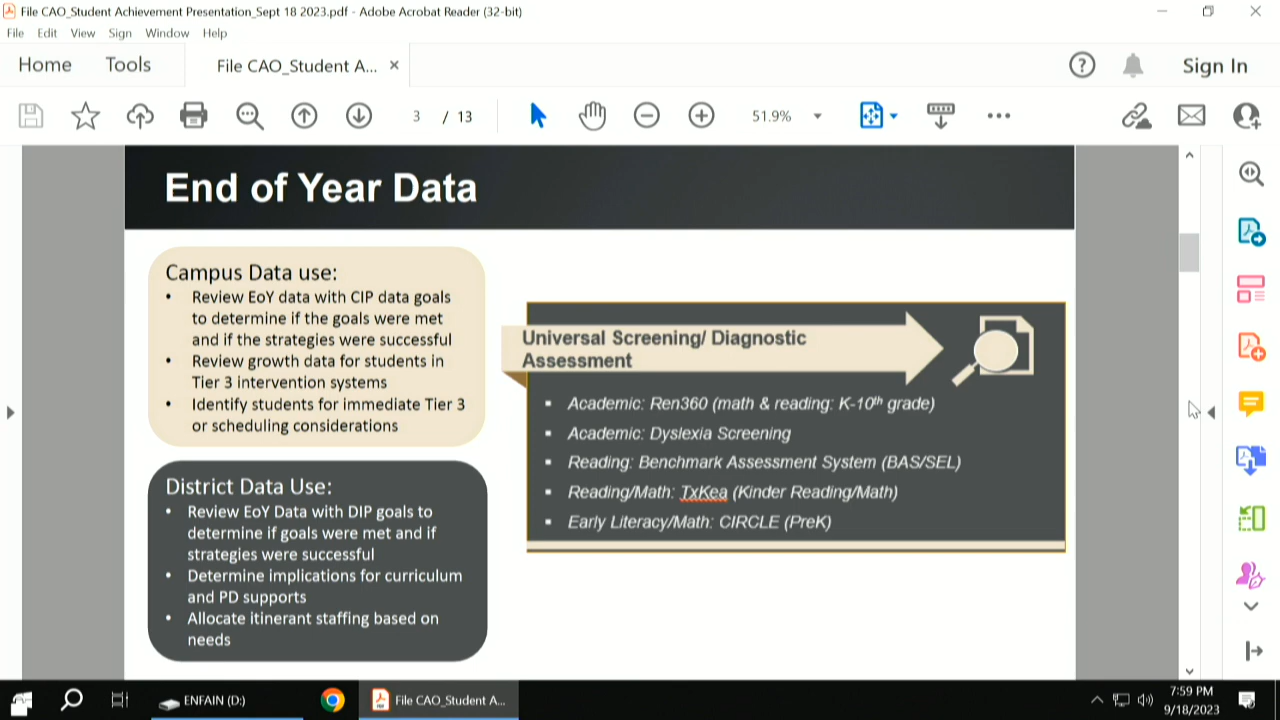 File CAO_Student Achievement Presentation_Sept 18 2023.pdf - Adobe Acrobat Reader (32-bit)
File Edit View Sign Window Help
Home Tools File CAO_Student A... × Sign In
3 / 13 51.9%
End of Year Data
Campus Data use:
• Review EoY data with CIP data goals
to determine if the goals were met
and if the strategies were successful
• Review growth data for students in
Tier 3 intervention systems
• Identify students for immediate Tier 3
or scheduling considerations
District Data Use:
• Review EoY Data with DIP goals to
determine if goals were met and if
strategies were successful
• Determine implications for curriculum
and PD supports
• Allocate itinerant staffing based on
needs
Universal Screening/ Diagnostic
Assessment
▪ Academic: Ren360 (math & reading: K-10th grade)
▪ Academic: Dyslexia Screening
▪ Reading: Benchmark Assessment System (BAS/SEL)
▪ Reading/Math: TxKea (Kinder Reading/Math)
▪ Early Literacy/Math: CIRCLE (PreK)
ENFAIN (D:) File CAO_Student A... 7:59 PM
9/18/2023